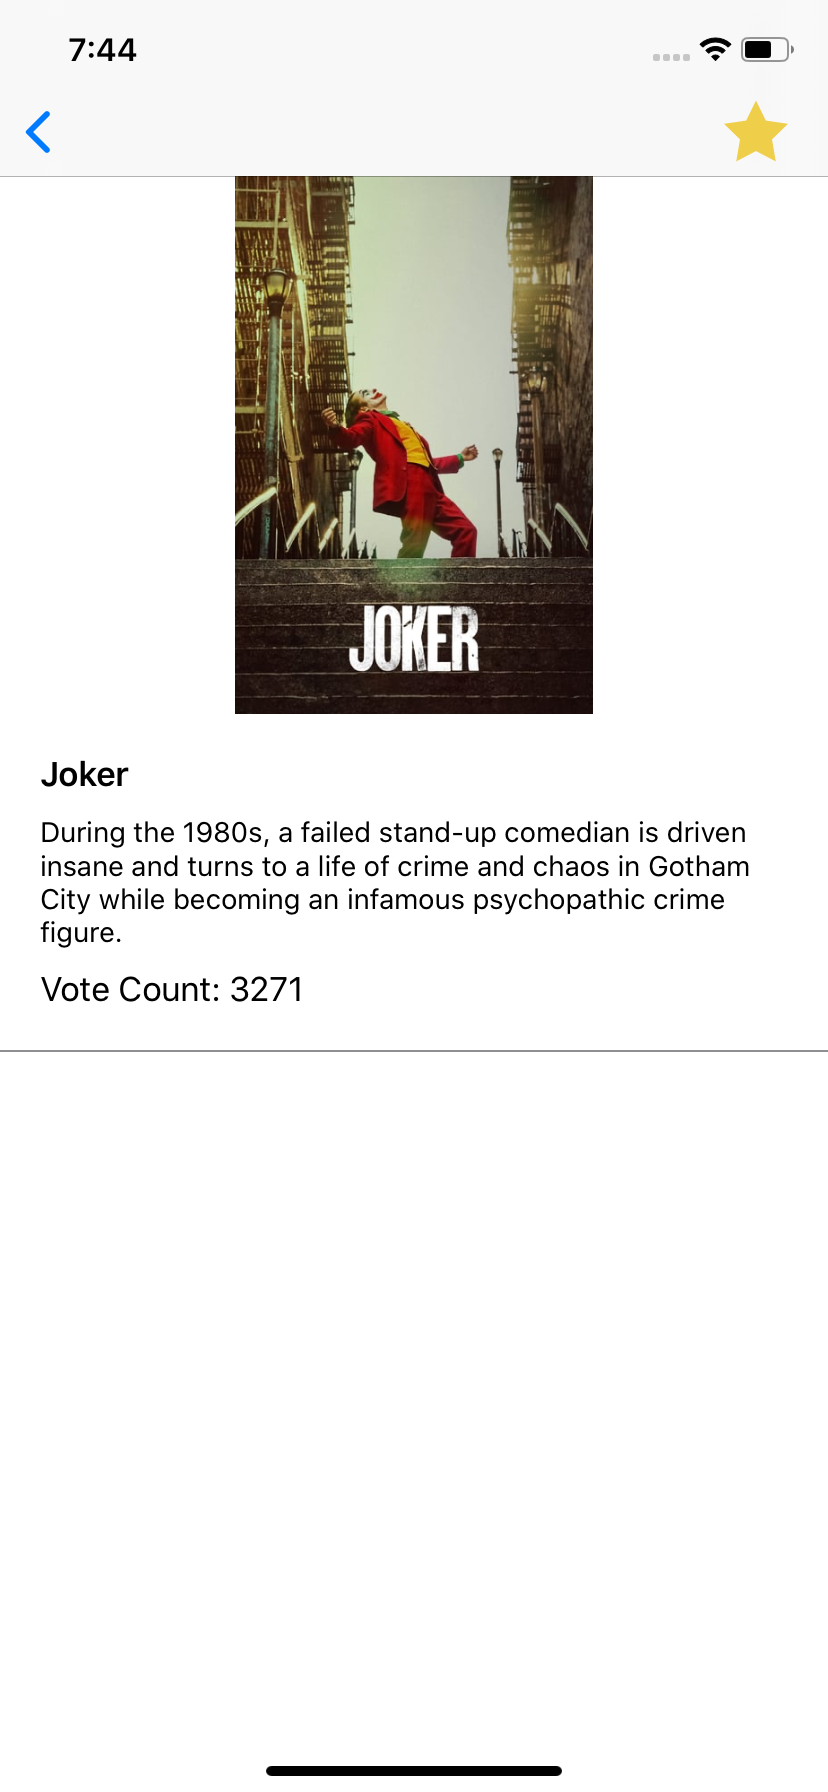 7:44
JOKER
Joker
During the 1980s, a failed stand-up comedian is driven
insane and turns to a life of crime and chaos in Gotham
City while becoming an infamous psychopathic crime
figure.
Vote Count: 3271